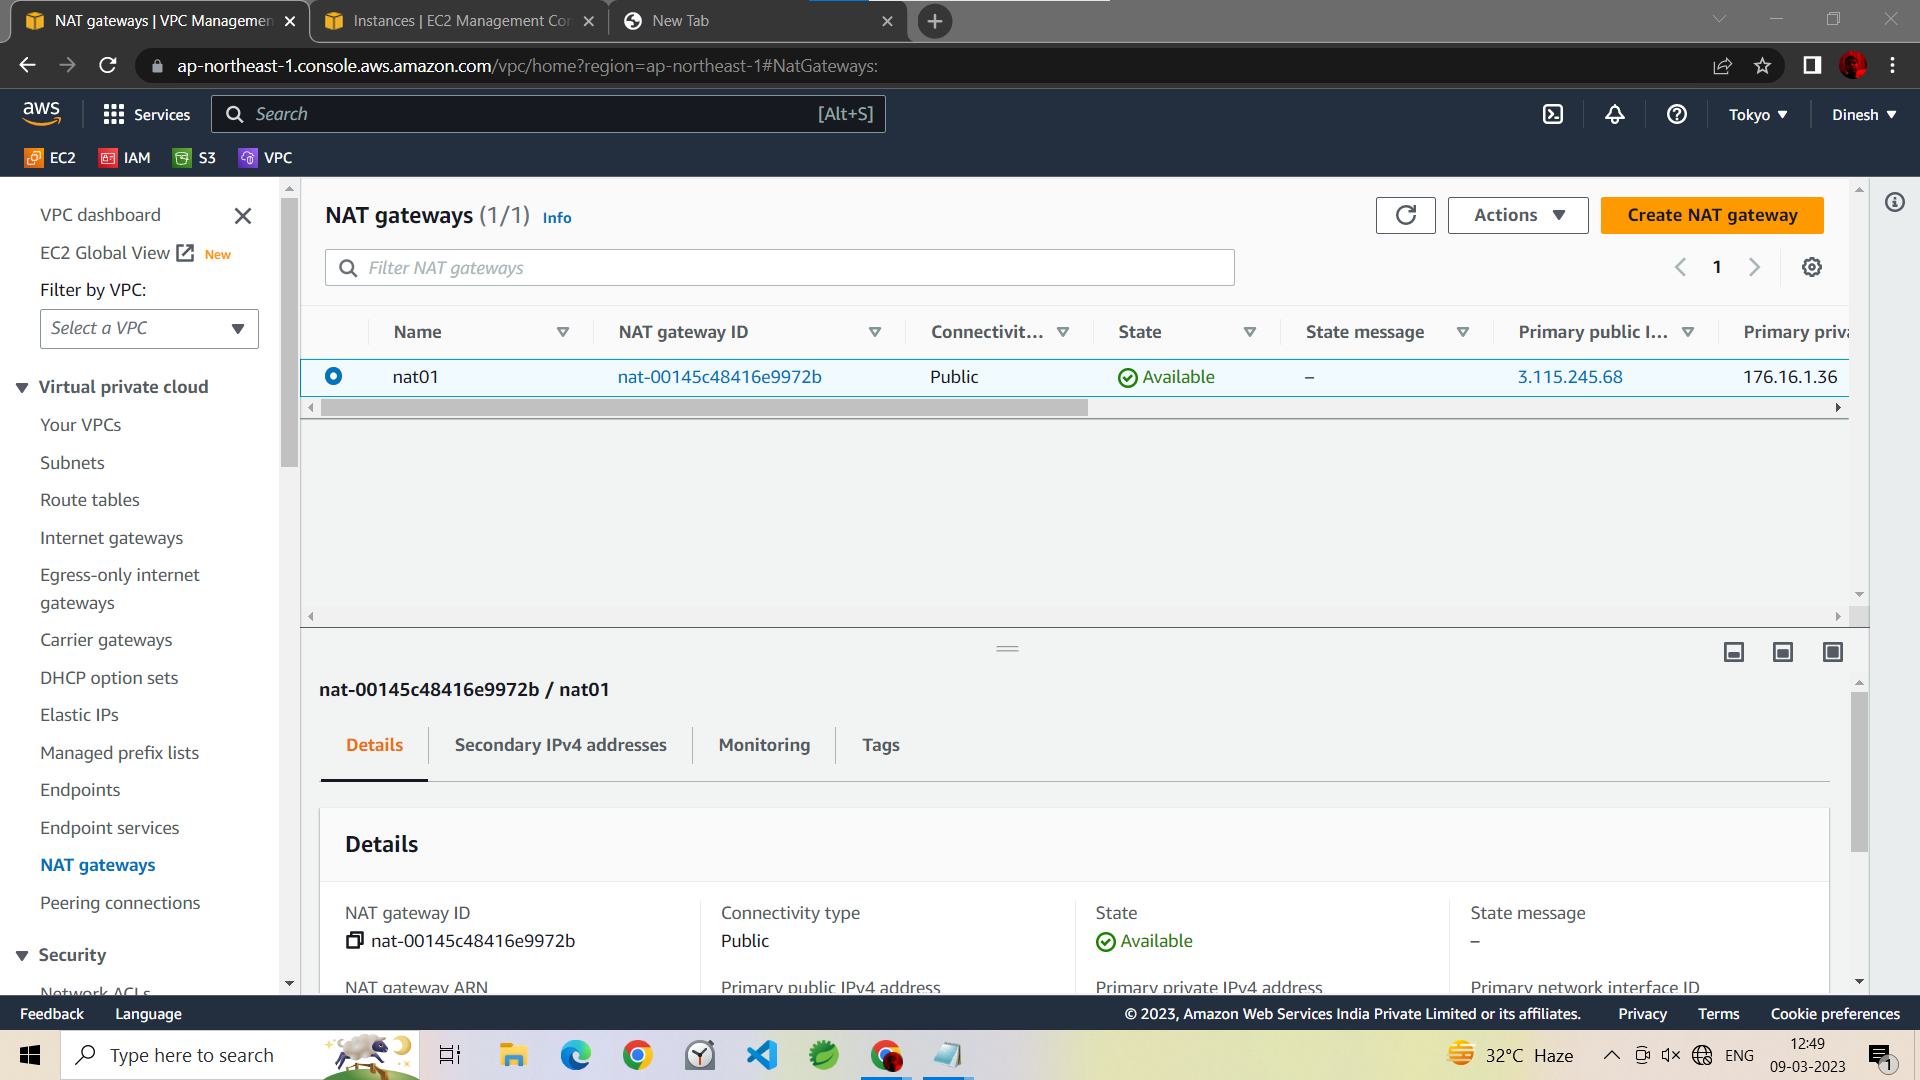 NAT gateways | VPC Managemen
Instances | EC2 Management Con
New Tab
ap-northeast-1.console.aws.amazon.com/vpc/home?region=ap-northeast-1#NatGateways:
aws
Services
Search
[Alt+S]
Tokyo
Dinesh
EC2
IAM
S3
VPC
VPC dashboard
EC2 Global View
New
Filter by VPC:
Select a VPC
Virtual private cloud
Your VPCs
Subnets
Route tables
Internet gateways
Egress-only internet
gateways
Carrier gateways
DHCP option sets
Elastic IPs
Managed prefix lists
Endpoints
Endpoint services
NAT gateways
Peering connections
Security
Network ACLs
NAT gateways (1/1) Info
Actions
Create NAT gateway
Filter NAT gateways
1
Name
NAT gateway ID
Connectivit...
State
State message
Primary public I...
Primary priva
nat01
nat-00145c48416e9972b
Public
Available
–
3.115.245.68
176.16.1.36
nat-00145c48416e9972b / nat01
Details
Secondary IPv4 addresses
Monitoring
Tags
Details
NAT gateway ID
nat-00145c48416e9972b
Connectivity type
Public
State
Available
State message
–
NAT gateway ARN
Primary public IPv4 address
Primary private IPv4 address
Primary network interface ID
Feedback
Language
© 2023, Amazon Web Services India Private Limited or its affiliates.
Privacy
Terms
Cookie preferences
Type here to search
32°C Haze
ENG
12:49
09-03-2023
1